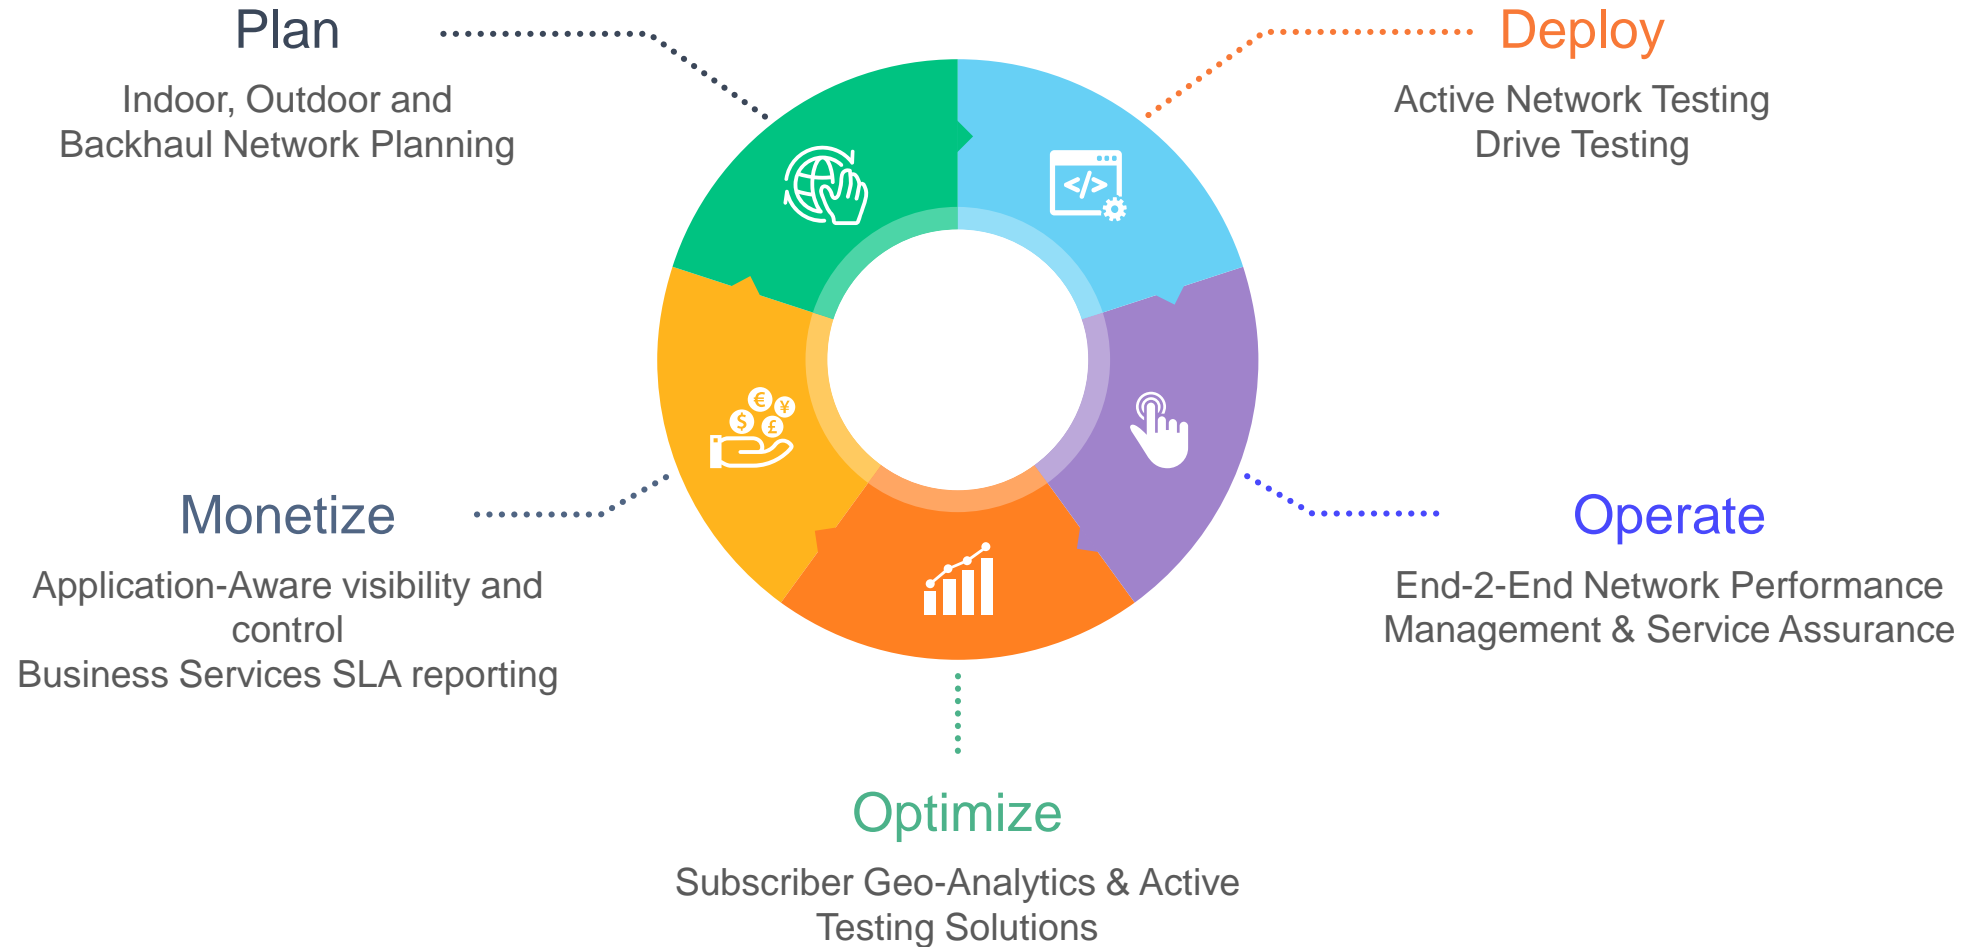 Plan
Indoor, Outdoor and
Backhaul Network Planning
Deploy
Active Network Testing
Drive Testing
</>
€
¥
$
£
Monetize
Application-Aware visibility and
control
Business Services SLA reporting
Operate
End-2-End Network Performance
Management & Service Assurance
Optimize
Subscriber Geo-Analytics & Active
Testing Solutions